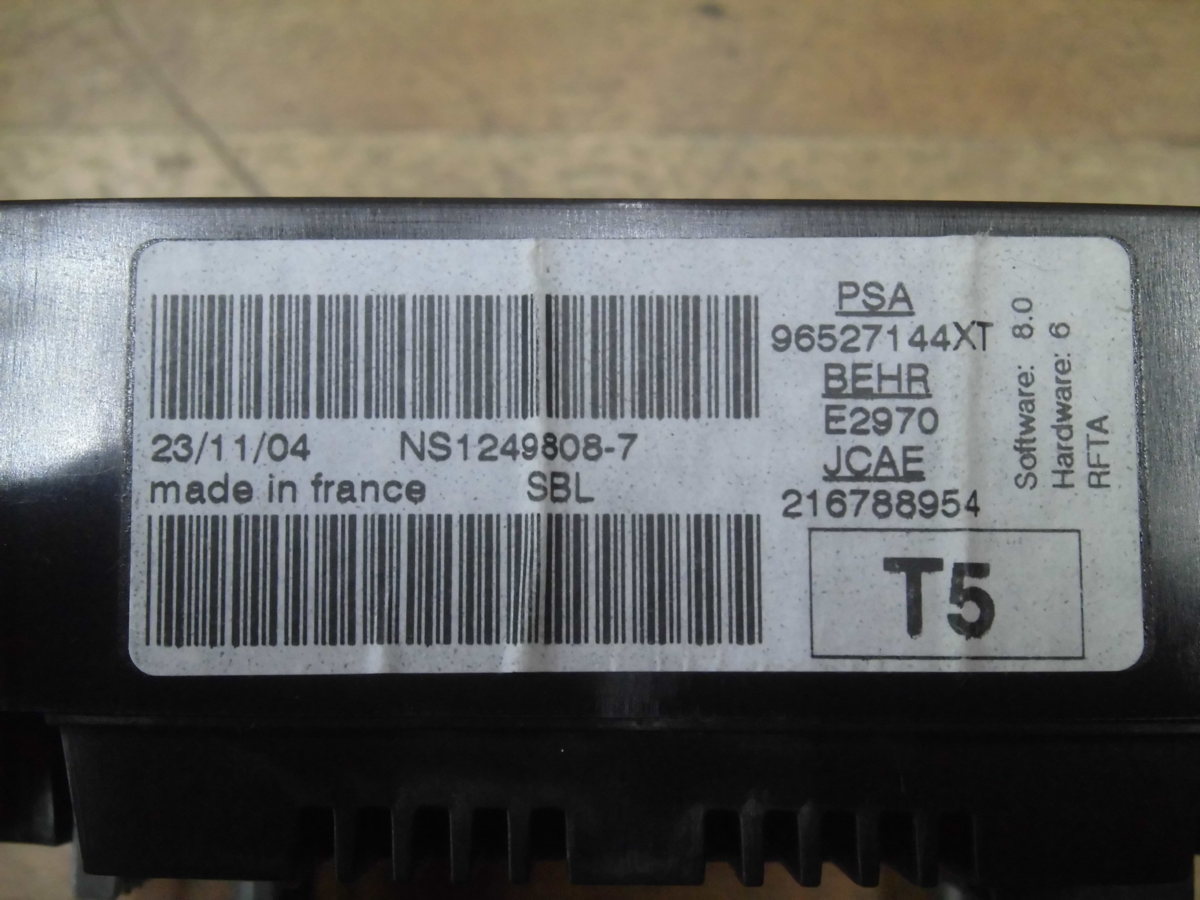 23/11/04 NS1249808-7
made in france SBL
PSA
96527144XT
BEHR
E2970
JCAE
216788954
T5
Software: 8.0
Hardware: 6
RFTA